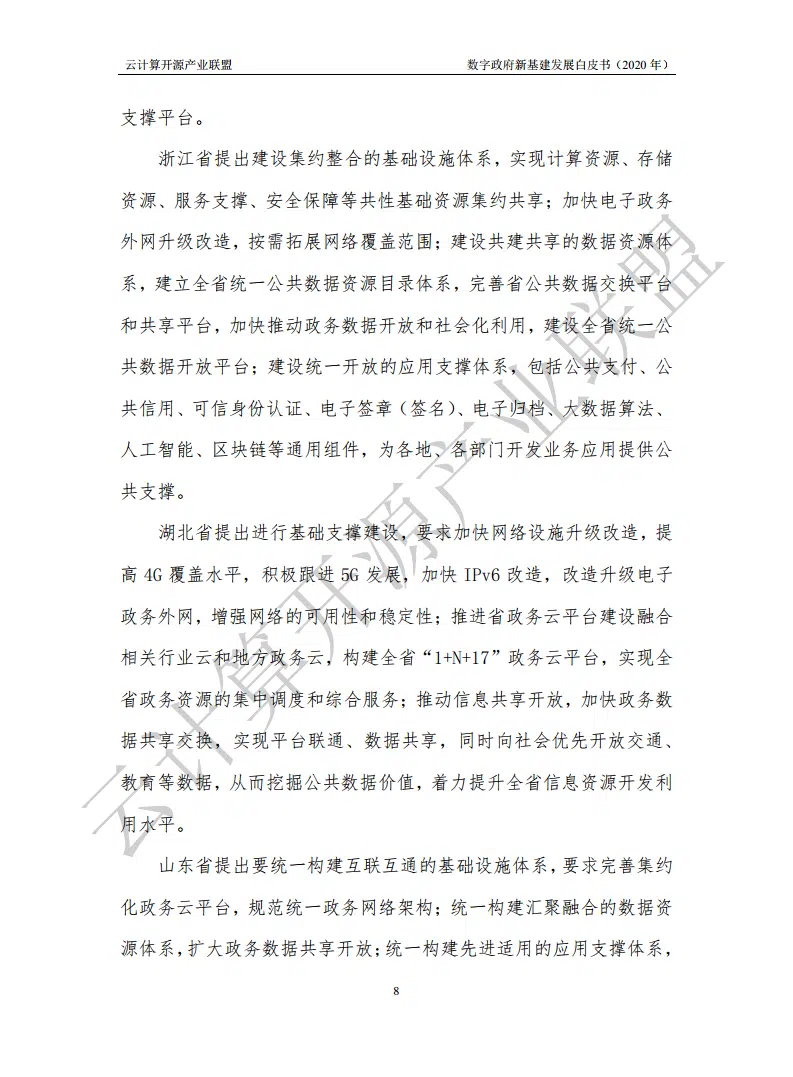 云计算开源产业联盟 数字政府新基建发展白皮书（2020 年）
支撑平台。
浙江省提出建设集约整合的基础设施体系，实现计算资源、存储
资源、服务支撑、安全保障等共性基础资源集约共享；加快电子政务
外网升级改造，按需拓展网络覆盖范围；建设共建共享的数据资源体
系，建立全省统一公共数据资源目录体系，完善省公共数据交换平台
和共享平台，加快推动政务数据开放和社会化利用，建设全省统一公
共数据开放平台；建设统一开放的应用支撑体系，包括公共支付、公
共信用、可信身份认证、电子签章（签名）、电子归档、大数据算法、
人工智能、区块链等通用组件，为各地、各部门开发业务应用提供公
共支撑。
湖北省提出进行基础支撑建设，要求加快网络设施升级改造，提
高 4G 覆盖水平，积极跟进 5G 发展，加快 IPv6 改造，改造升级电子
政务外网，增强网络的可用性和稳定性；推进省政务云平台建设融合
相关行业云和地方政务云，构建全省“1+N+17”政务云平台，实现全
省政务资源的集中调度和综合服务；推动信息共享开放，加快政务数
据共享交换，实现平台联通、数据共享，同时向社会优先开放交通、
教育等数据，从而挖掘公共数据价值，着力提升全省信息资源开发利
用水平。
山东省提出要统一构建互联互通的基础设施体系，要求完善集约
化政务云平台，规范统一政务网络架构；统一构建汇聚融合的数据资
源体系，扩大政务数据共享开放；统一构建先进适用的应用支撑体系，
8
云计算开源产业联盟